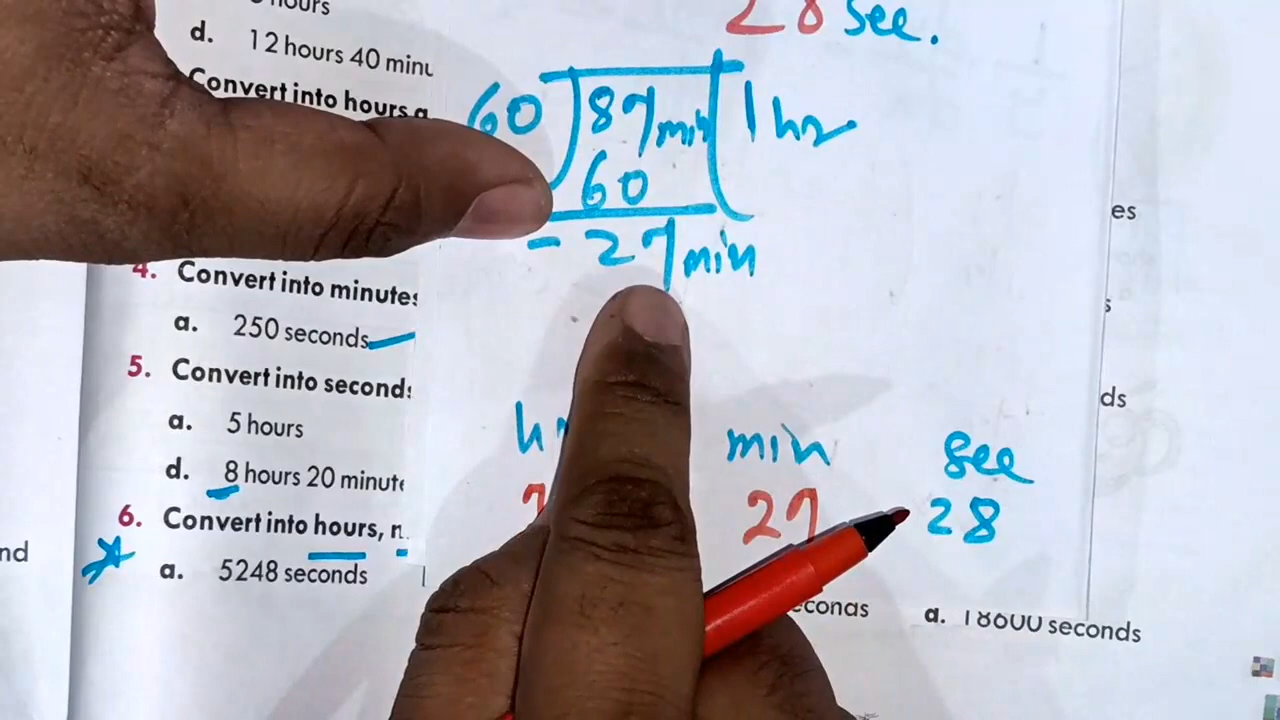 hours
d. 12 hours 40 minu
Convert into hours a
4. Convert into minutes
a. 250 seconds
5. Convert into seconds
a. 5 hours
d. 8 hours 20 minute
6. Convert into hours, n
a. 5248 seconds
28 sec.
60 ) 87 min ( 1 hr
60
- 27 min
h min sec
27 28
es
s
ds
nd
econds d. 18600 seconds